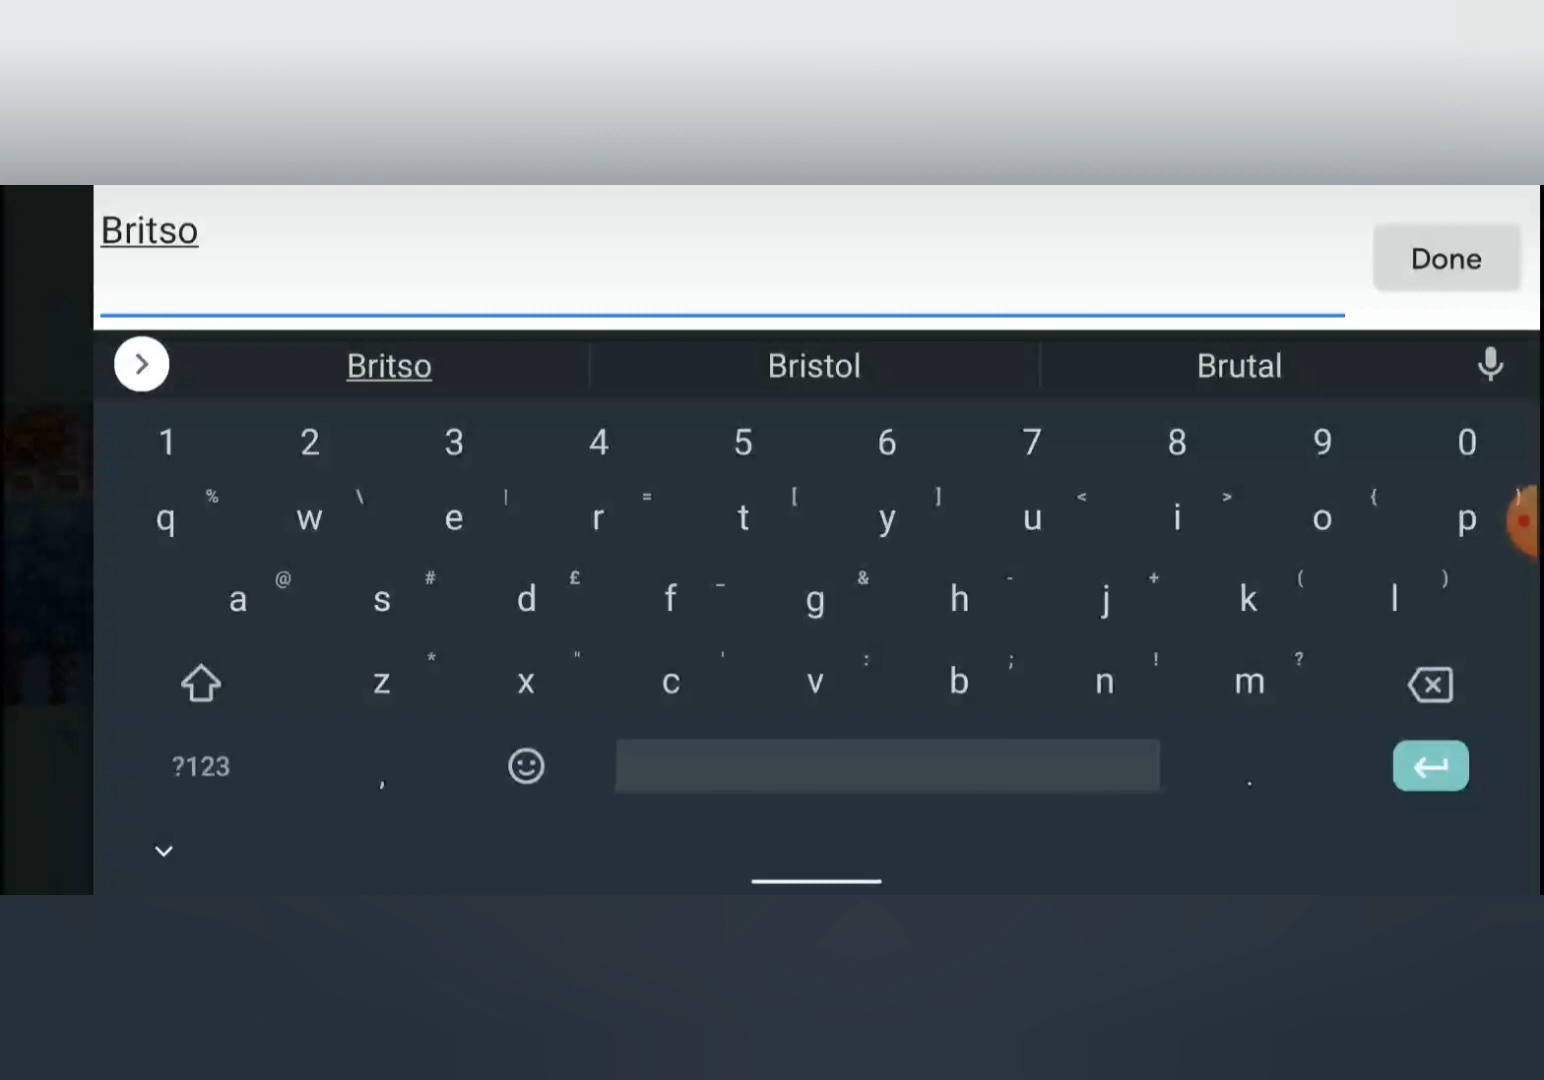 Britso
Done
Britso Bristol Brutal
1 2 3 4 5 6 7 8 9 0
% \ | = [ ] < > { }
q w e r t y u i o p
@ # £ _ & - + ( )
a s d f g h j k l
* " ' : ; ! ?
z x c v b n m
?123 , .